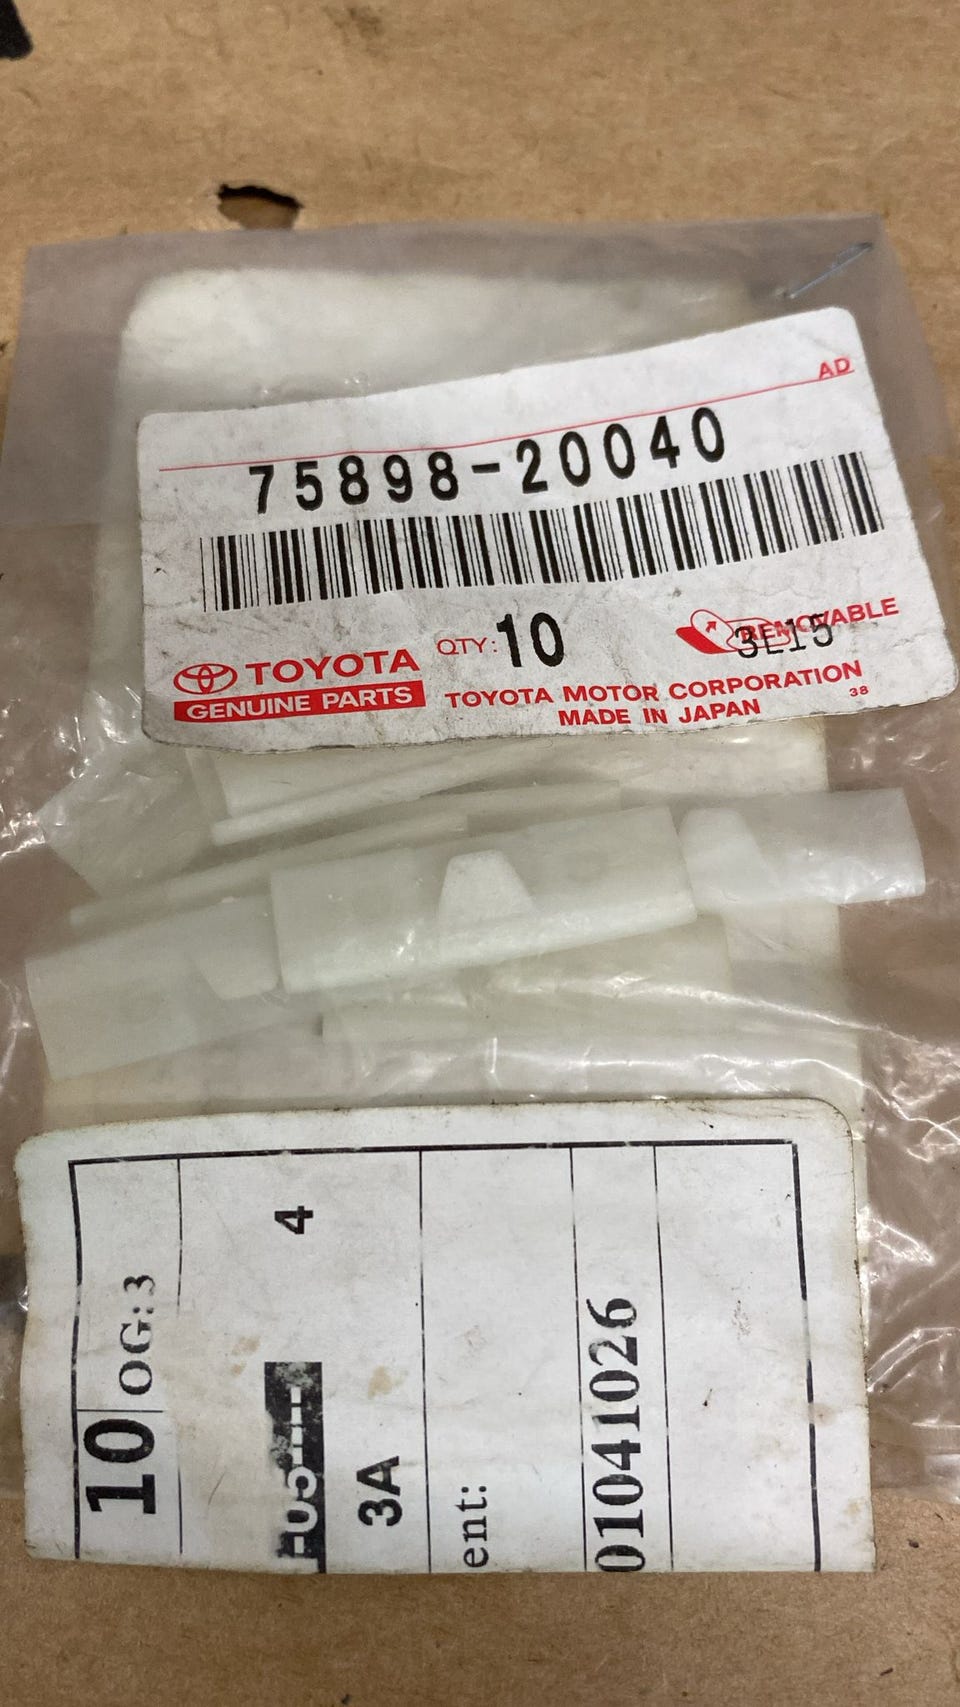 AD
75898-20040
QTY: 10
REMOVABLE
3L15
TOYOTA
GENUINE PARTS
TOYOTA MOTOR CORPORATION
38
MADE IN JAPAN
10
OG: 3
4
3A
ent:
01041026